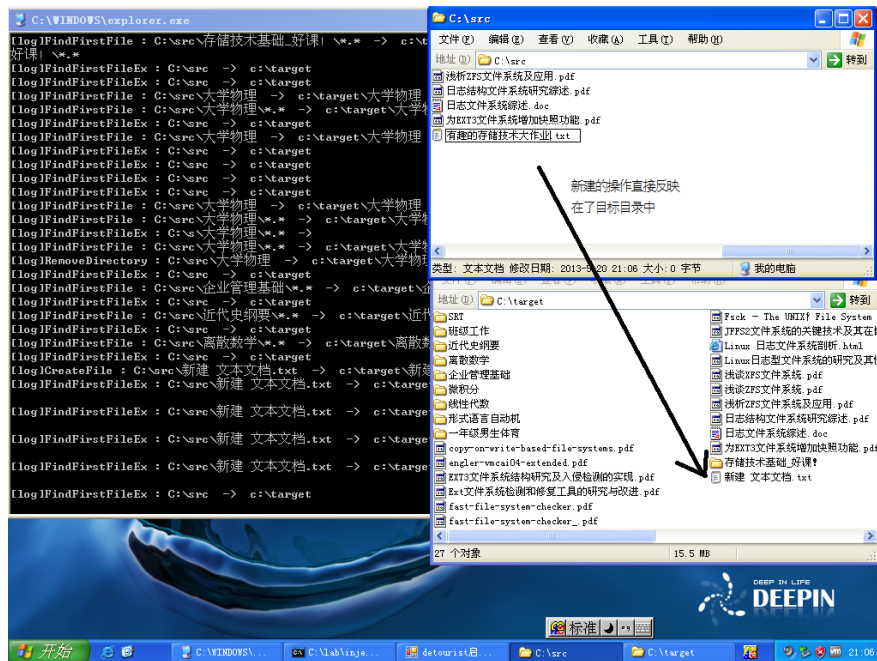 C:\WINDOWS\explorer.exe
[log]FindFirstFile : C:\src\存储技术基础_好课! \*.* -> c:\t
好课! \*.*
[log]FindFirstFileEx : C:\src -> c:\target
[log]FindFirstFileEx : C:\src -> c:\target
[log]FindFirstFileEx : C:\src\大学物理 -> c:\target\大学物理
[log]FindFirstFile : C:\src\大学物理\*.* -> c:\target\大学
[log]FindFirstFileEx : C:\src -> c:\target
[log]FindFirstFileEx : C:\src\大学物理 -> c:\target\大学物理
[log]FindFirstFileEx : C:\src -> c:\target
[log]FindFirstFileEx : C:\src -> c:\target
[log]FindFirstFileEx : C:\src -> c:\target
[log]FindFirstFileEx : C:\src -> c:\target
[log]FindFirstFile : C:\src\大学物理 -> c:\target\大学物理
[log]FindFirstFile : C:\src\大学物理\*.* -> c:\target\大学
[log]FindFirstFile : C:\s\大学物理\*.* ->
[log]FindFirstFile : C:\src\大学物理\*.* -> c:\target\大学
[log]RemoveDirectory : C:\src\大学物理 -> c:\target\大学物
[log]FindFirstFileEx : C:\src -> c:\target
[log]FindFirstFile : C:\src\企业管理基础\*.* -> c:\target\企
[log]FindFirstFileEx : C:\src -> c:\target
[log]FindFirstFile : C:\src\近代史纲要\*.* -> c:\target\近代
[log]FindFirstFileEx : C:\src -> c:\target
[log]FindFirstFile : C:\src\离散数学\*.* -> c:\target\离散数
[log]FindFirstFileEx : C:\src -> c:\target
[log]CreateFile : C:\src\新建 文本文档.txt -> c:\target\新建
[log]FindFirstFileEx : C:\src\新建 文本文档.txt -> c:\targe
[log]FindFirstFileEx : C:\src\新建 文本文档.txt -> c:\targe
[log]FindFirstFileEx : C:\src\新建 文本文档.txt -> c:\targe
[log]FindFirstFileEx : C:\src\新建 文本文档.txt -> c:\targe
[log]FindFirstFileEx : C:\src -> c:\target
C:\src
文件(F) 编辑(E) 查看(V) 收藏(A) 工具(T) 帮助(H)
地址(D) C:\src 转到
浅析ZFS文件系统及应用.pdf
日志结构文件系统研究综述.pdf
日志文件系统综述.doc
为EXT3文件系统增加快照功能.pdf
有趣的存储技术大作业.txt
新建的操作直接反映
在了目标目录中
类型: 文本文档 修改日期: 2013-5-20 21:06 大小: 0 字节 我的电脑
地址(D) C:\target 转到
SRT
班级工作
近代史纲要
离散数学
企业管理基础
微积分
线性代数
形式语言自动机
一年级男生体育
copy-on-write-based-file-systems.pdf
engler-vmcai04-extended.pdf
EXT3文件系统结构研究及入侵检测的实现.pdf
Ext文件系统检测和修复工具的研究与改进.pdf
fast-file-system-checker.pdf
fast-file-system-checker_.pdf
Fsck - The UNIXf File System
JFFS2文件系统的关键技术及其在
Linux 日志文件系统剖析.html
Linux日志型文件系统的研究及其
浅谈XFS文件系统.pdf
浅谈ZFS文件系统.pdf
浅析ZFS文件系统及应用.pdf
日志结构文件系统研究综述.pdf
日志文件系统综述.doc
为EXT3文件系统增加快照功能.pdf
存储技术基础_好课!
新建 文本文档.txt
27 个对象 15.5 MB
DEEP IN LIFE
DEEPIN
标准
开始 C:\WINDOWS\... C:\lab\inje... detourist启... C:\src C:\target 21:06